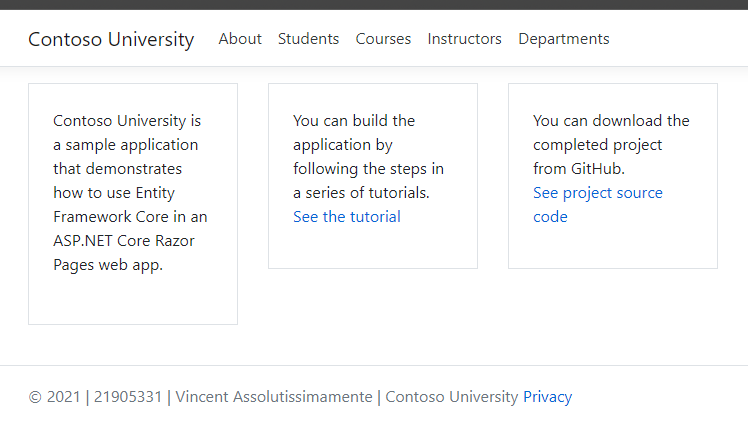 Contoso University About Students Courses Instructors Departments
Contoso University is
a sample application
that demonstrates
how to use Entity
Framework Core in an
ASP.NET Core Razor
Pages web app.
You can build the
application by
following the steps in
a series of tutorials.
See the tutorial
You can download the
completed project
from GitHub.
See project source
code
© 2021 | 21905331 | Vincent Assolutissimamente | Contoso University Privacy